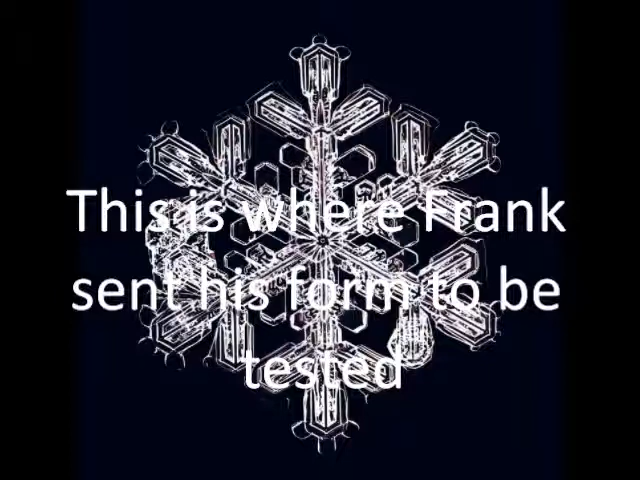 This is where Frank
sent his form to be
tested